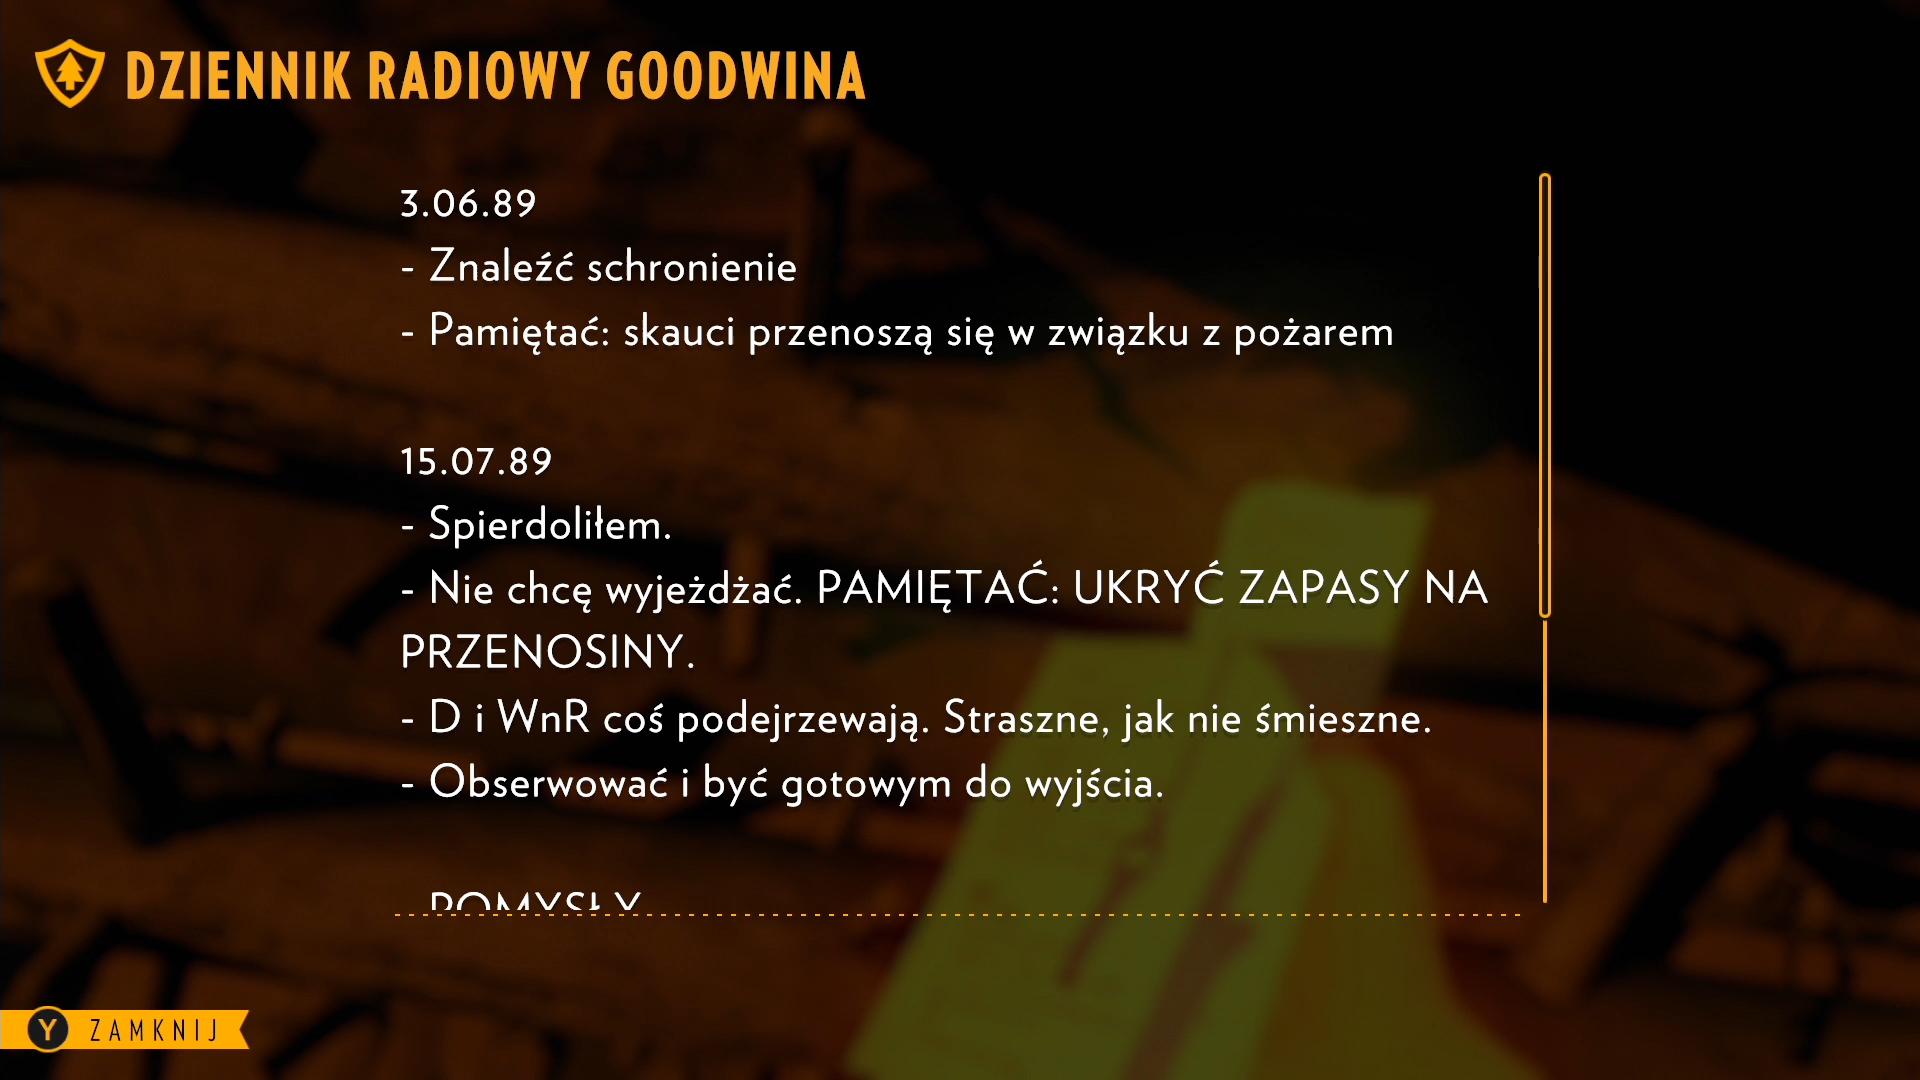 DZIENNIK RADIOWY GOODWINA
3.06.89
- Znaleźć schronienie
- Pamiętać: skauci przenoszą się w związku z pożarem
15.07.89
- Spierdoliłem.
- Nie chcę wyjeżdżać. PAMIĘTAĆ: UKRYĆ ZAPASY NA
PRZENOSINY.
- D i WnR coś podejrzewają. Straszne, jak nie śmieszne.
- Obserwować i być gotowym do wyjścia.
POMYSŁY
Y ZAMKNIJ